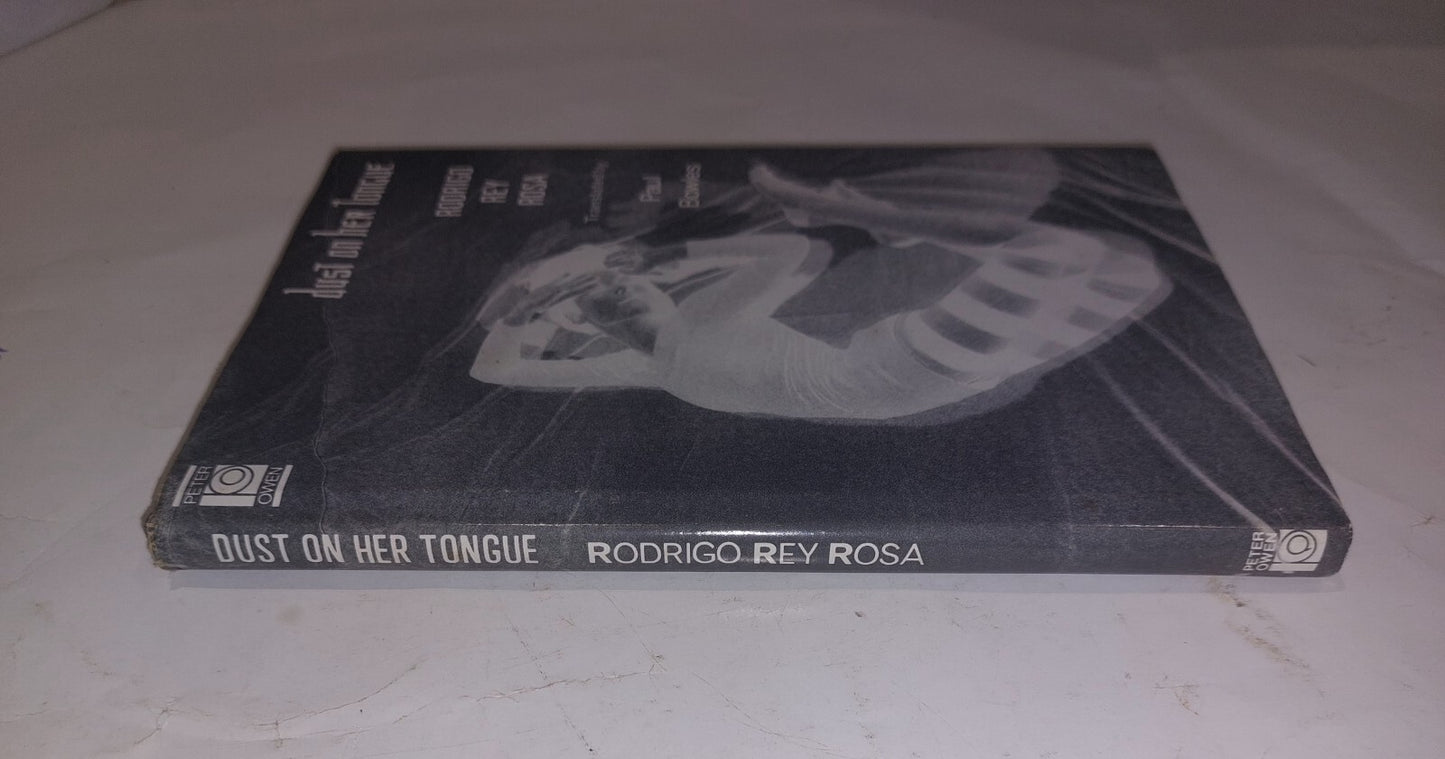 dust on her tongue
RODRIGO
REY
ROSA
Translated by
Paul
Bowles
PETER
OWEN
DUST ON HER TONGUE RODRIGO REY ROSA
PETER
OWEN